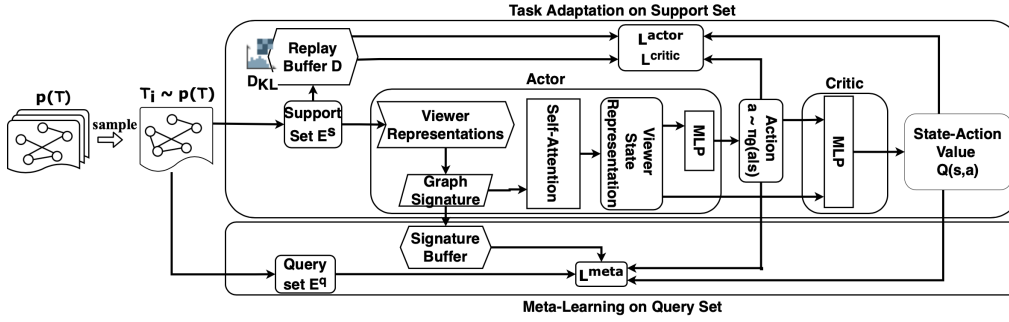 Task Adaptation on Support Set
Replay
Buffer D
D_KL
L^actor
L^critic
p(T)
T_i ~ p(T)
sample
Support
Set E^s
Actor
Viewer
Representations
Graph
Signature
Self-Attention
Viewer
State
Representation
MLP
Action
a ~ π_θ(a|s)
Critic
MLP
State-Action
Value
Q(s,a)
Signature
Buffer
Query
set E^q
L^meta
Meta-Learning on Query Set